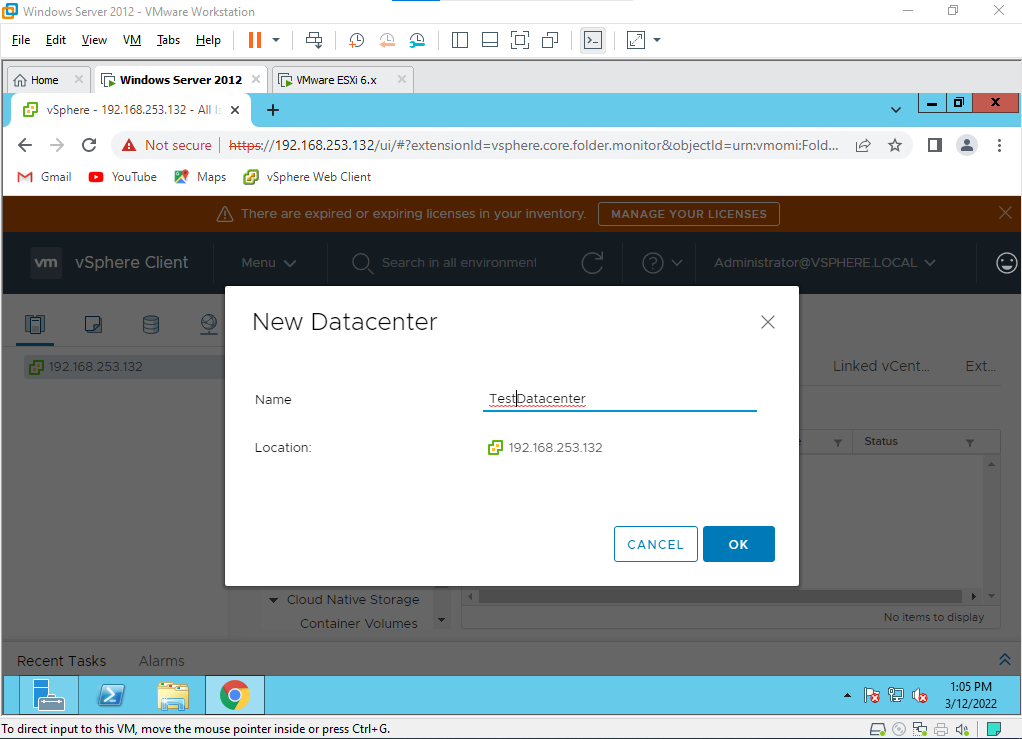 Windows Server 2012 - VMware Workstation
File Edit View VM Tabs Help
Home Windows Server 2012 VMware ESXi 6.x
vSphere - 192.168.253.132 - All Is
Not secure https://192.168.253.132/ui/#?extensionId=vsphere.core.folder.monitor&objectId=urn:vmomi:Fold...
Gmail YouTube Maps vSphere Web Client
There are expired or expiring licenses in your inventory. MANAGE YOUR LICENSES
vm vSphere Client Menu Search in all environment Administrator@VSPHERE.LOCAL
New Datacenter
192.168.253.132 Linked vCent... Ext...
Name TestDatacenter
Status
Location: 192.168.253.132
CANCEL OK
Cloud Native Storage
Container Volumes No items to display
Recent Tasks Alarms
1:05 PM
3/12/2022
To direct input to this VM, move the mouse pointer inside or press Ctrl+G.